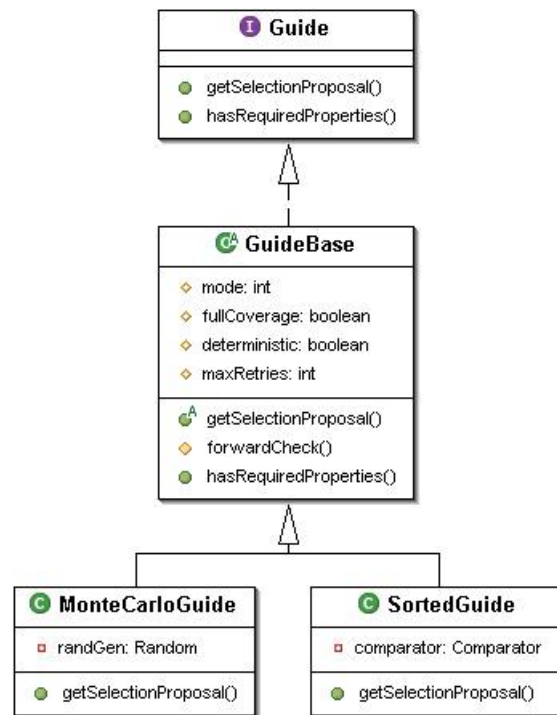 I Guide
getSelectionProposal()
hasRequiredProperties()
C A GuideBase
mode: int
fullCoverage: boolean
deterministic: boolean
maxRetries: int
A getSelectionProposal()
forwardCheck()
hasRequiredProperties()
C MonteCarloGuide
randGen: Random
getSelectionProposal()
C SortedGuide
comparator: Comparator
getSelectionProposal()